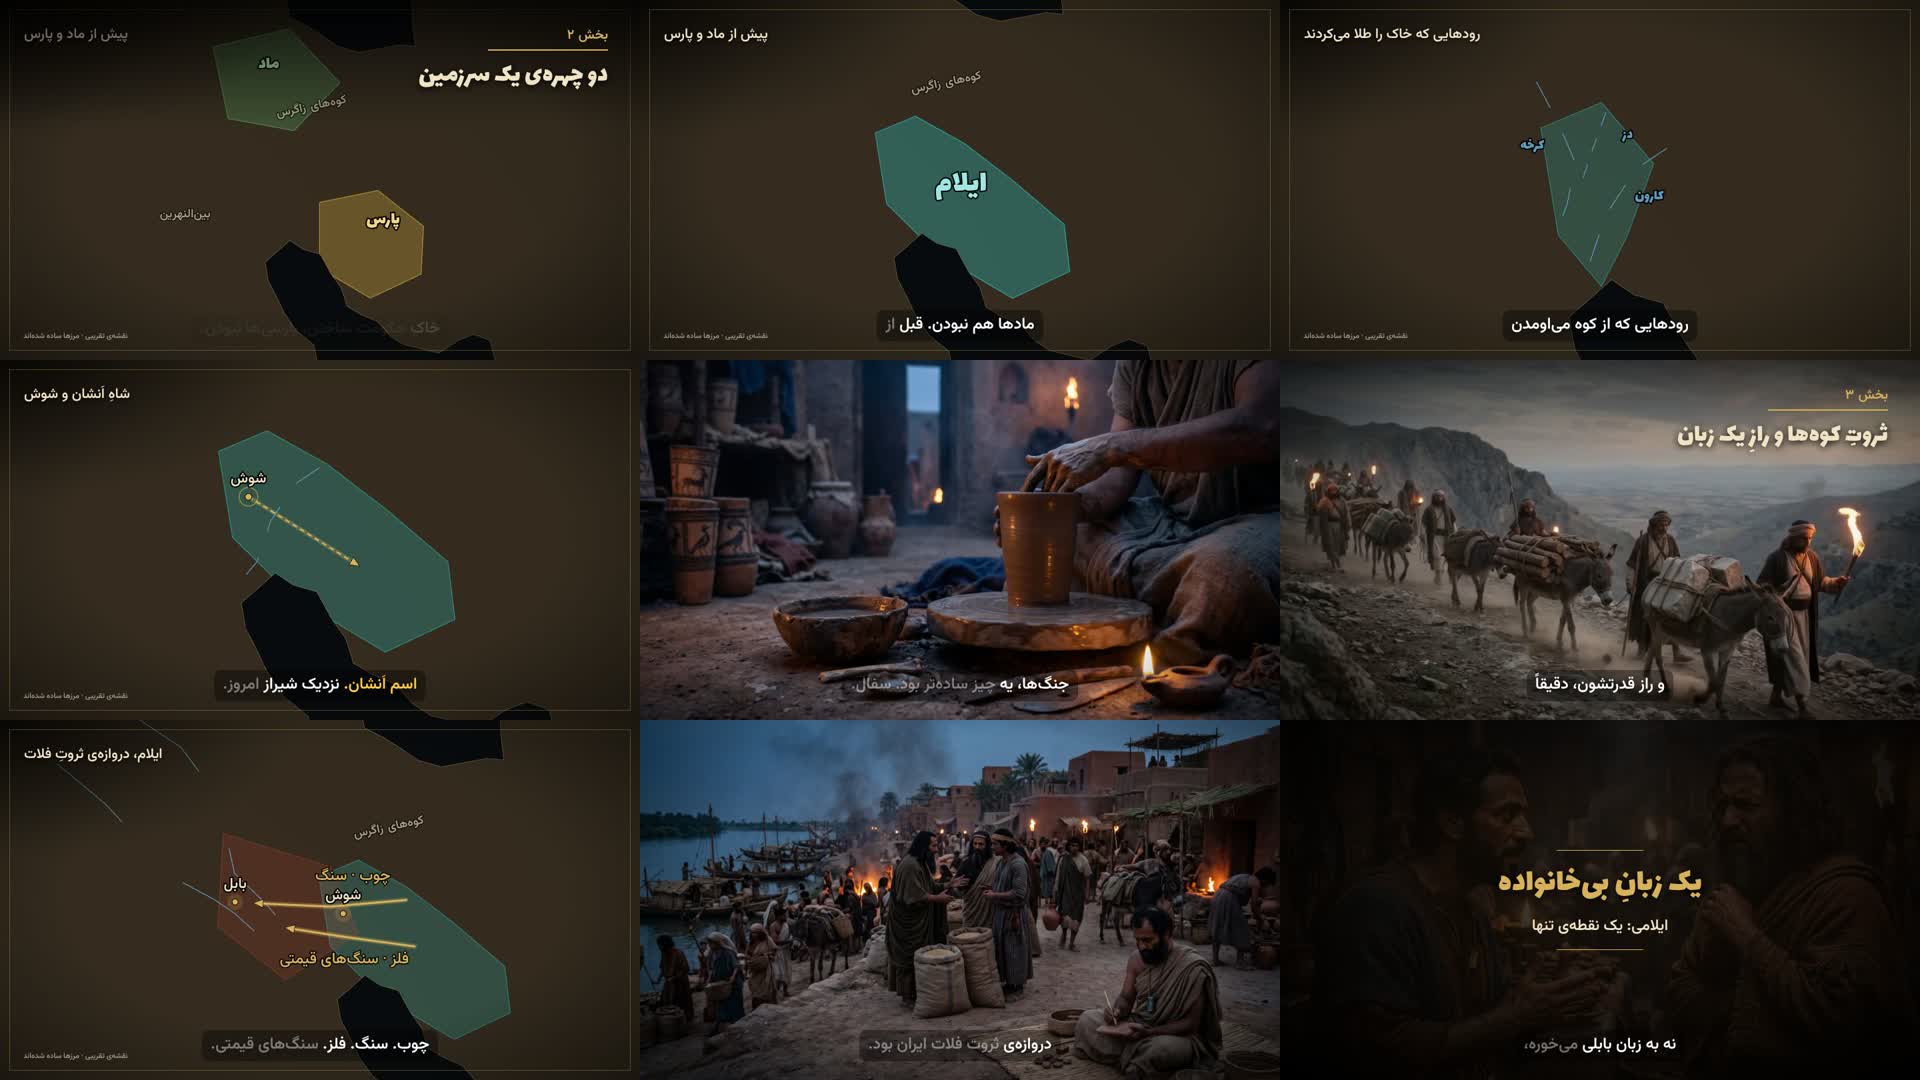 پیش از ماد و پارس
بخش ۲
دو چهره‌ی یک سرزمین
ماد
کوه‌های زاگرس
بین‌النهرین
پارس
خاک حکومت ساختن، پارسی‌ها نبودن.
نقشه‌ی تقریبی · مرزها ساده شده‌اند
پیش از ماد و پارس
کوه‌های زاگرس
ایلام
مادها هم نبودن. قبل از
نقشه‌ی تقریبی · مرزها ساده شده‌اند
رودهایی که خاک را طلا می‌کردند
کرخه
دز
کارون
رودهایی که از کوه می‌اومدن
نقشه‌ی تقریبی · مرزها ساده شده‌اند
شاهِ اَنشان و شوش
شوش
اسم اَنشان. نزدیک شیراز امروز.
نقشه‌ی تقریبی · مرزها ساده شده‌اند
جنگ‌ها، یه چیز ساده‌تر بود. سفال.
بخش ۳
ثروتِ کوه‌ها و رازِ یک زبان
و راز قدرتشون، دقیقاً
ایلام، دروازه‌ی ثروتِ فلات
کوه‌های زاگرس
چوب · سنگ
بابل
شوش
فلز · سنگ‌های قیمتی
چوب. سنگ. فلز. سنگ‌های قیمتی.
نقشه‌ی تقریبی · مرزها ساده شده‌اند
دروازه‌ی ثروت فلات ایران بود.
یک زبانِ بی‌خانواده
ایلامی: یک نقطه‌ی تنها
نه به زبان بابلی می‌خوره،